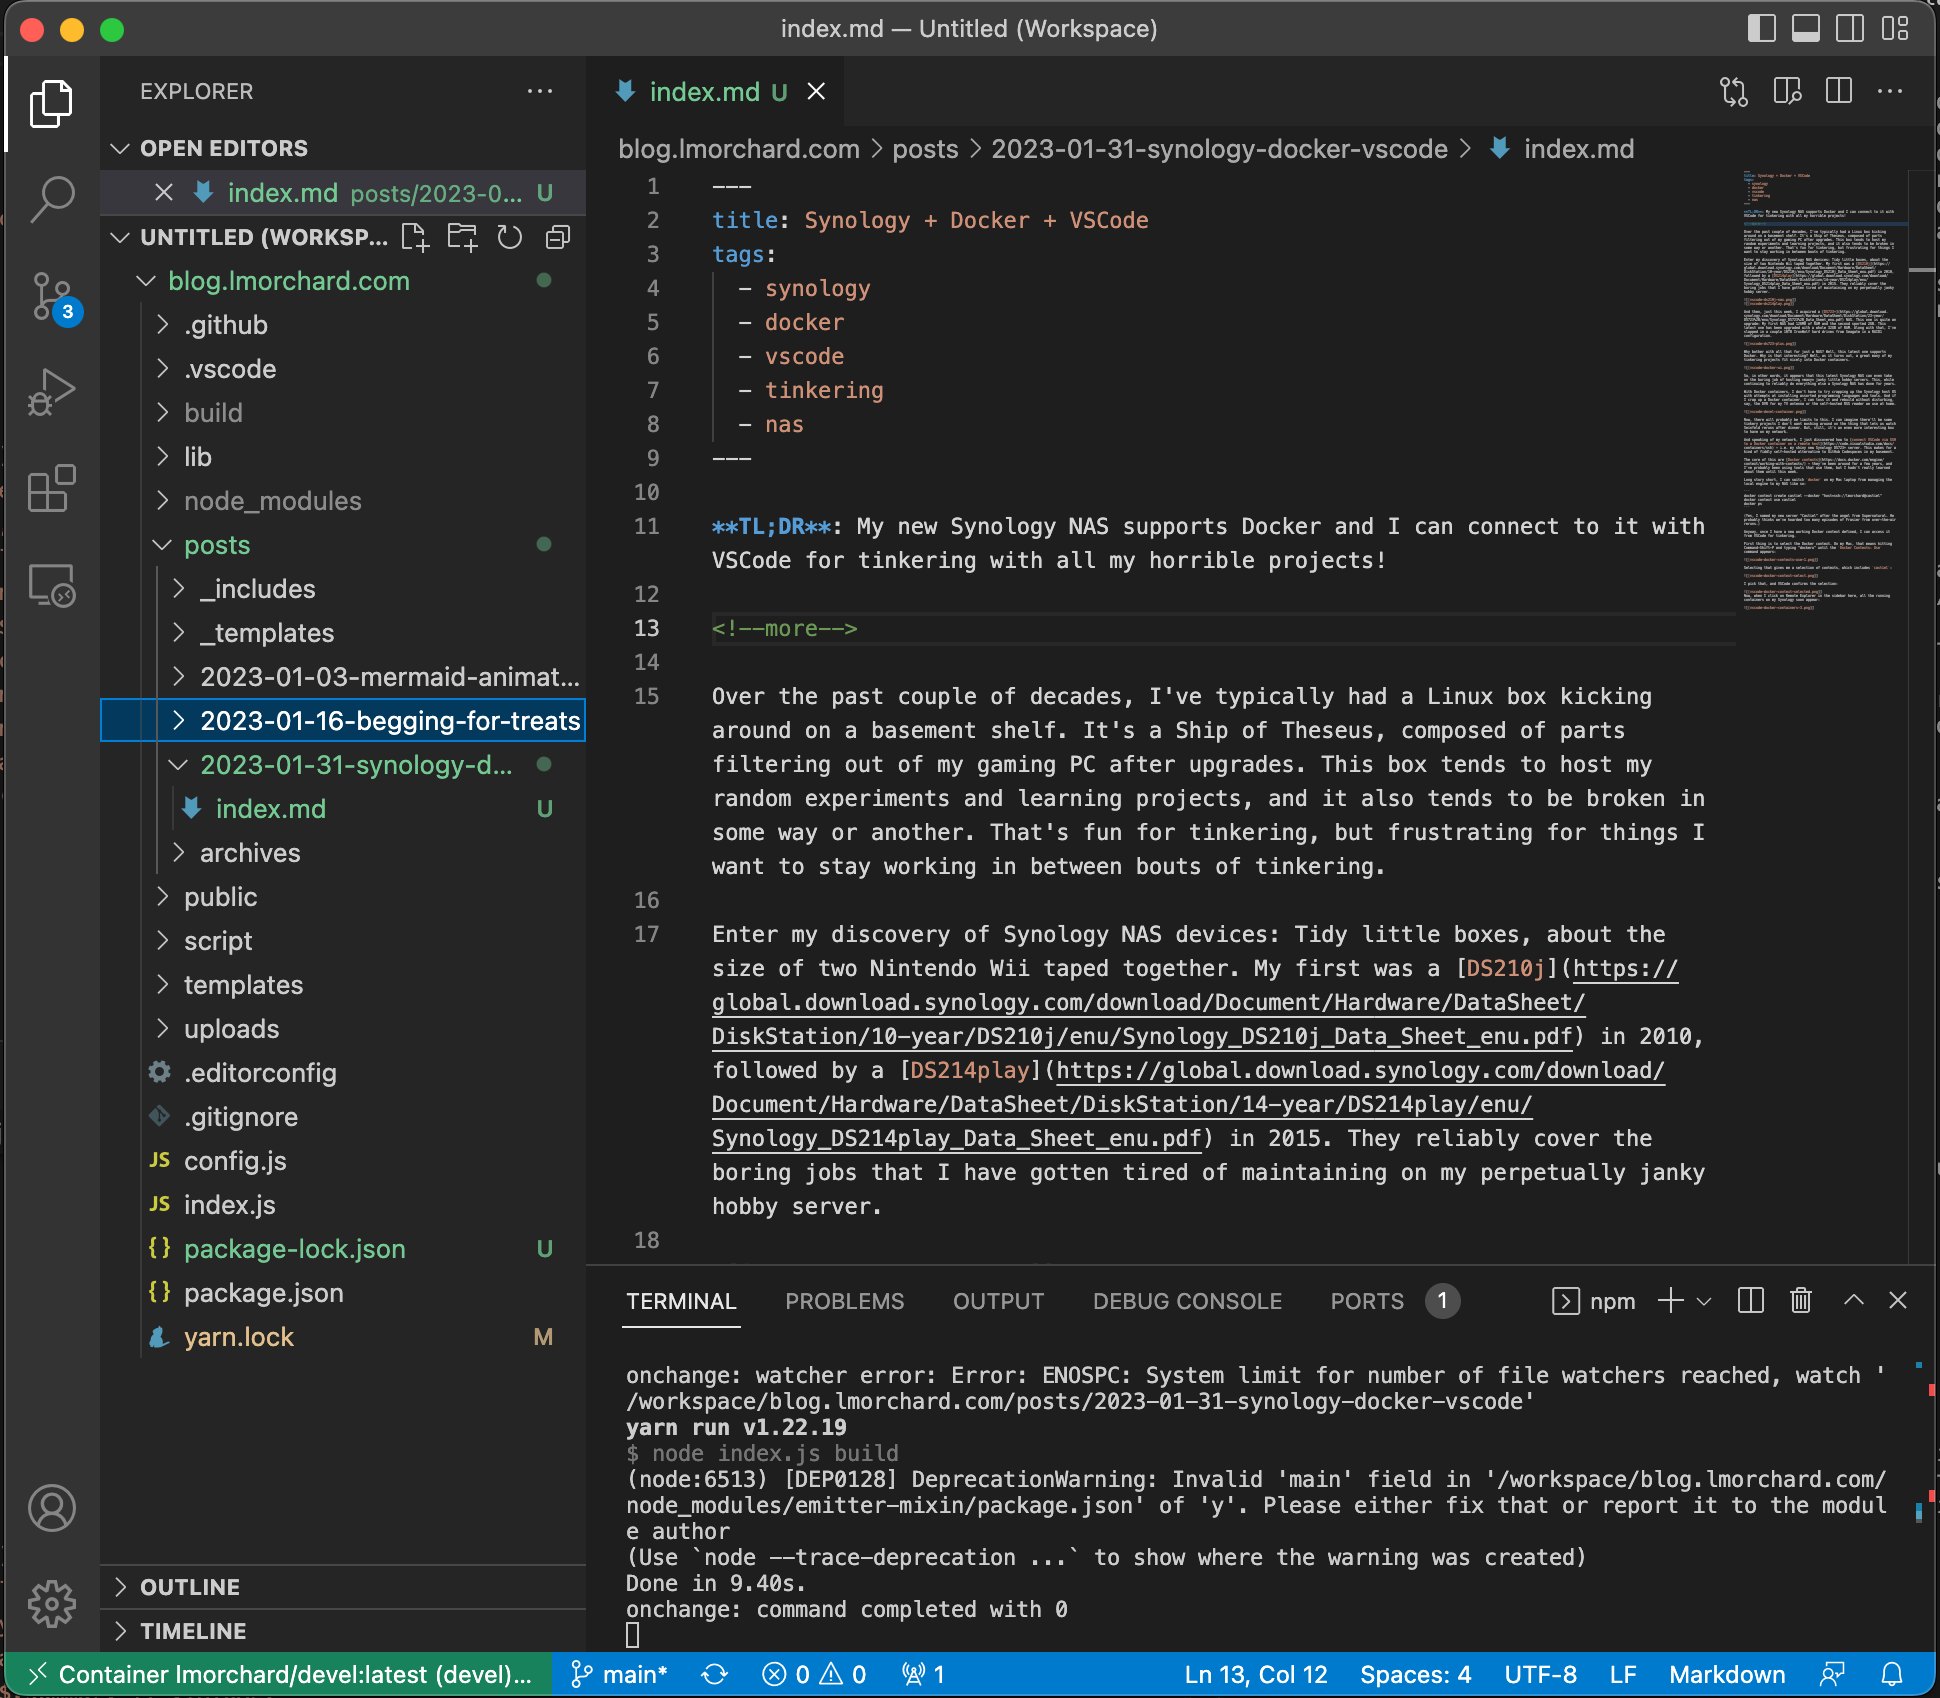 index.md — Untitled (Workspace)
EXPLORER
OPEN EDITORS
index.md posts/2023-0... U
UNTITLED (WORKSP...
blog.lmorchard.com
.github
.vscode
build
lib
node_modules
posts
_includes
_templates
2023-01-03-mermaid-animat...
2023-01-16-begging-for-treats
2023-01-31-synology-d...
index.md U
archives
public
script
templates
uploads
.editorconfig
.gitignore
JS config.js
JS index.js
{} package-lock.json U
{} package.json
yarn.lock M
OUTLINE
TIMELINE
3
index.md U
blog.lmorchard.com > posts > 2023-01-31-synology-docker-vscode > index.md
1 ---
2 title: Synology + Docker + VSCode
3 tags:
4 - synology
5 - docker
6 - vscode
7 - tinkering
8 - nas
9 ---
10
11 **TL;DR**: My new Synology NAS supports Docker and I can connect to it with
VSCode for tinkering with all my horrible projects!
12
13 <!--more-->
14
15 Over the past couple of decades, I've typically had a Linux box kicking
around on a basement shelf. It's a Ship of Theseus, composed of parts
filtering out of my gaming PC after upgrades. This box tends to host my
random experiments and learning projects, and it also tends to be broken in
some way or another. That's fun for tinkering, but frustrating for things I
want to stay working in between bouts of tinkering.
16
17 Enter my discovery of Synology NAS devices: Tidy little boxes, about the
size of two Nintendo Wii taped together. My first was a [DS210j](https://
global.download.synology.com/download/Document/Hardware/DataSheet/
DiskStation/10-year/DS210j/enu/Synology_DS210j_Data_Sheet_enu.pdf) in 2010,
followed by a [DS214play](https://global.download.synology.com/download/
Document/Hardware/DataSheet/DiskStation/14-year/DS214play/enu/
Synology_DS214play_Data_Sheet_enu.pdf) in 2015. They reliably cover the
boring jobs that I have gotten tired of maintaining on my perpetually janky
hobby server.
18
TERMINAL PROBLEMS OUTPUT DEBUG CONSOLE PORTS 1 npm
onchange: watcher error: Error: ENOSPC: System limit for number of file watchers reached, watch '
/workspace/blog.lmorchard.com/posts/2023-01-31-synology-docker-vscode'
yarn run v1.22.19
$ node index.js build
(node:6513) [DEP0128] DeprecationWarning: Invalid 'main' field in '/workspace/blog.lmorchard.com/
node_modules/emitter-mixin/package.json' of 'y'. Please either fix that or report it to the modul
e author
(Use `node --trace-deprecation ...` to show where the warning was created)
Done in 9.40s.
onchange: command completed with 0
Container lmorchard/devel:latest (devel)... main* 0 0 1 Ln 13, Col 12 Spaces: 4 UTF-8 LF Markdown